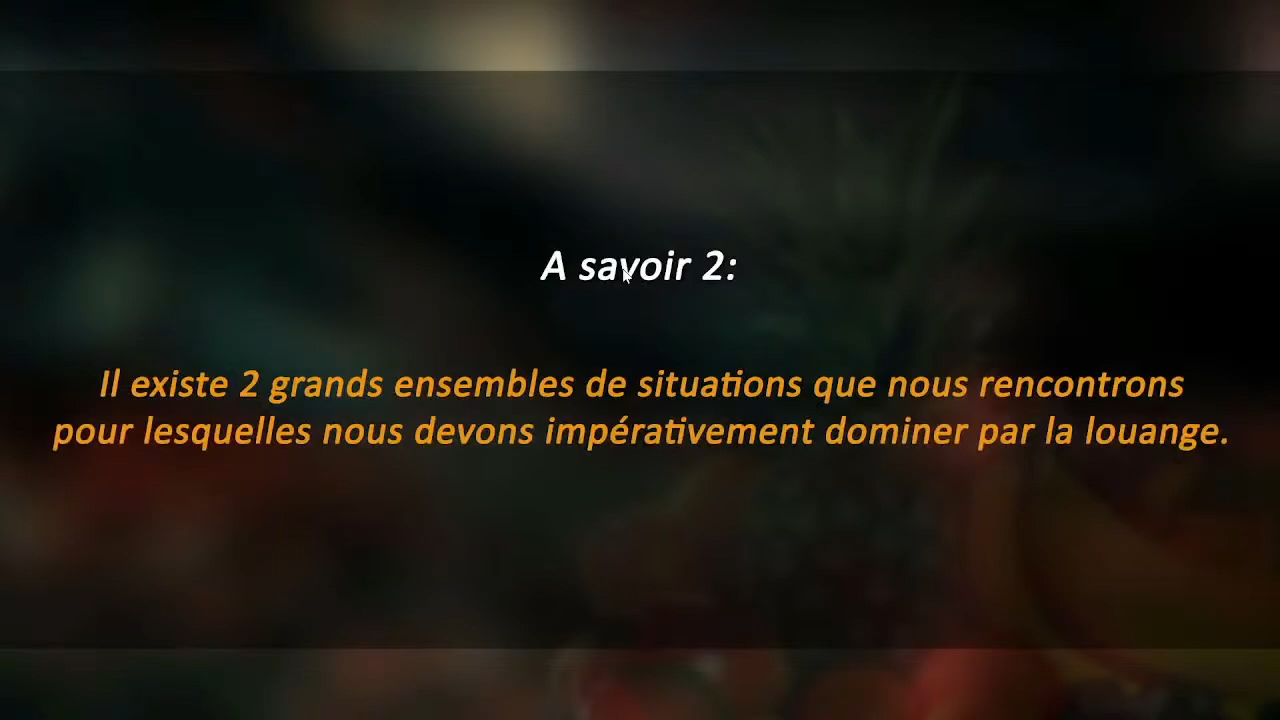 A savoir 2:
Il existe 2 grands ensembles de situations que nous rencontrons
pour lesquelles nous devons impérativement dominer par la louange.